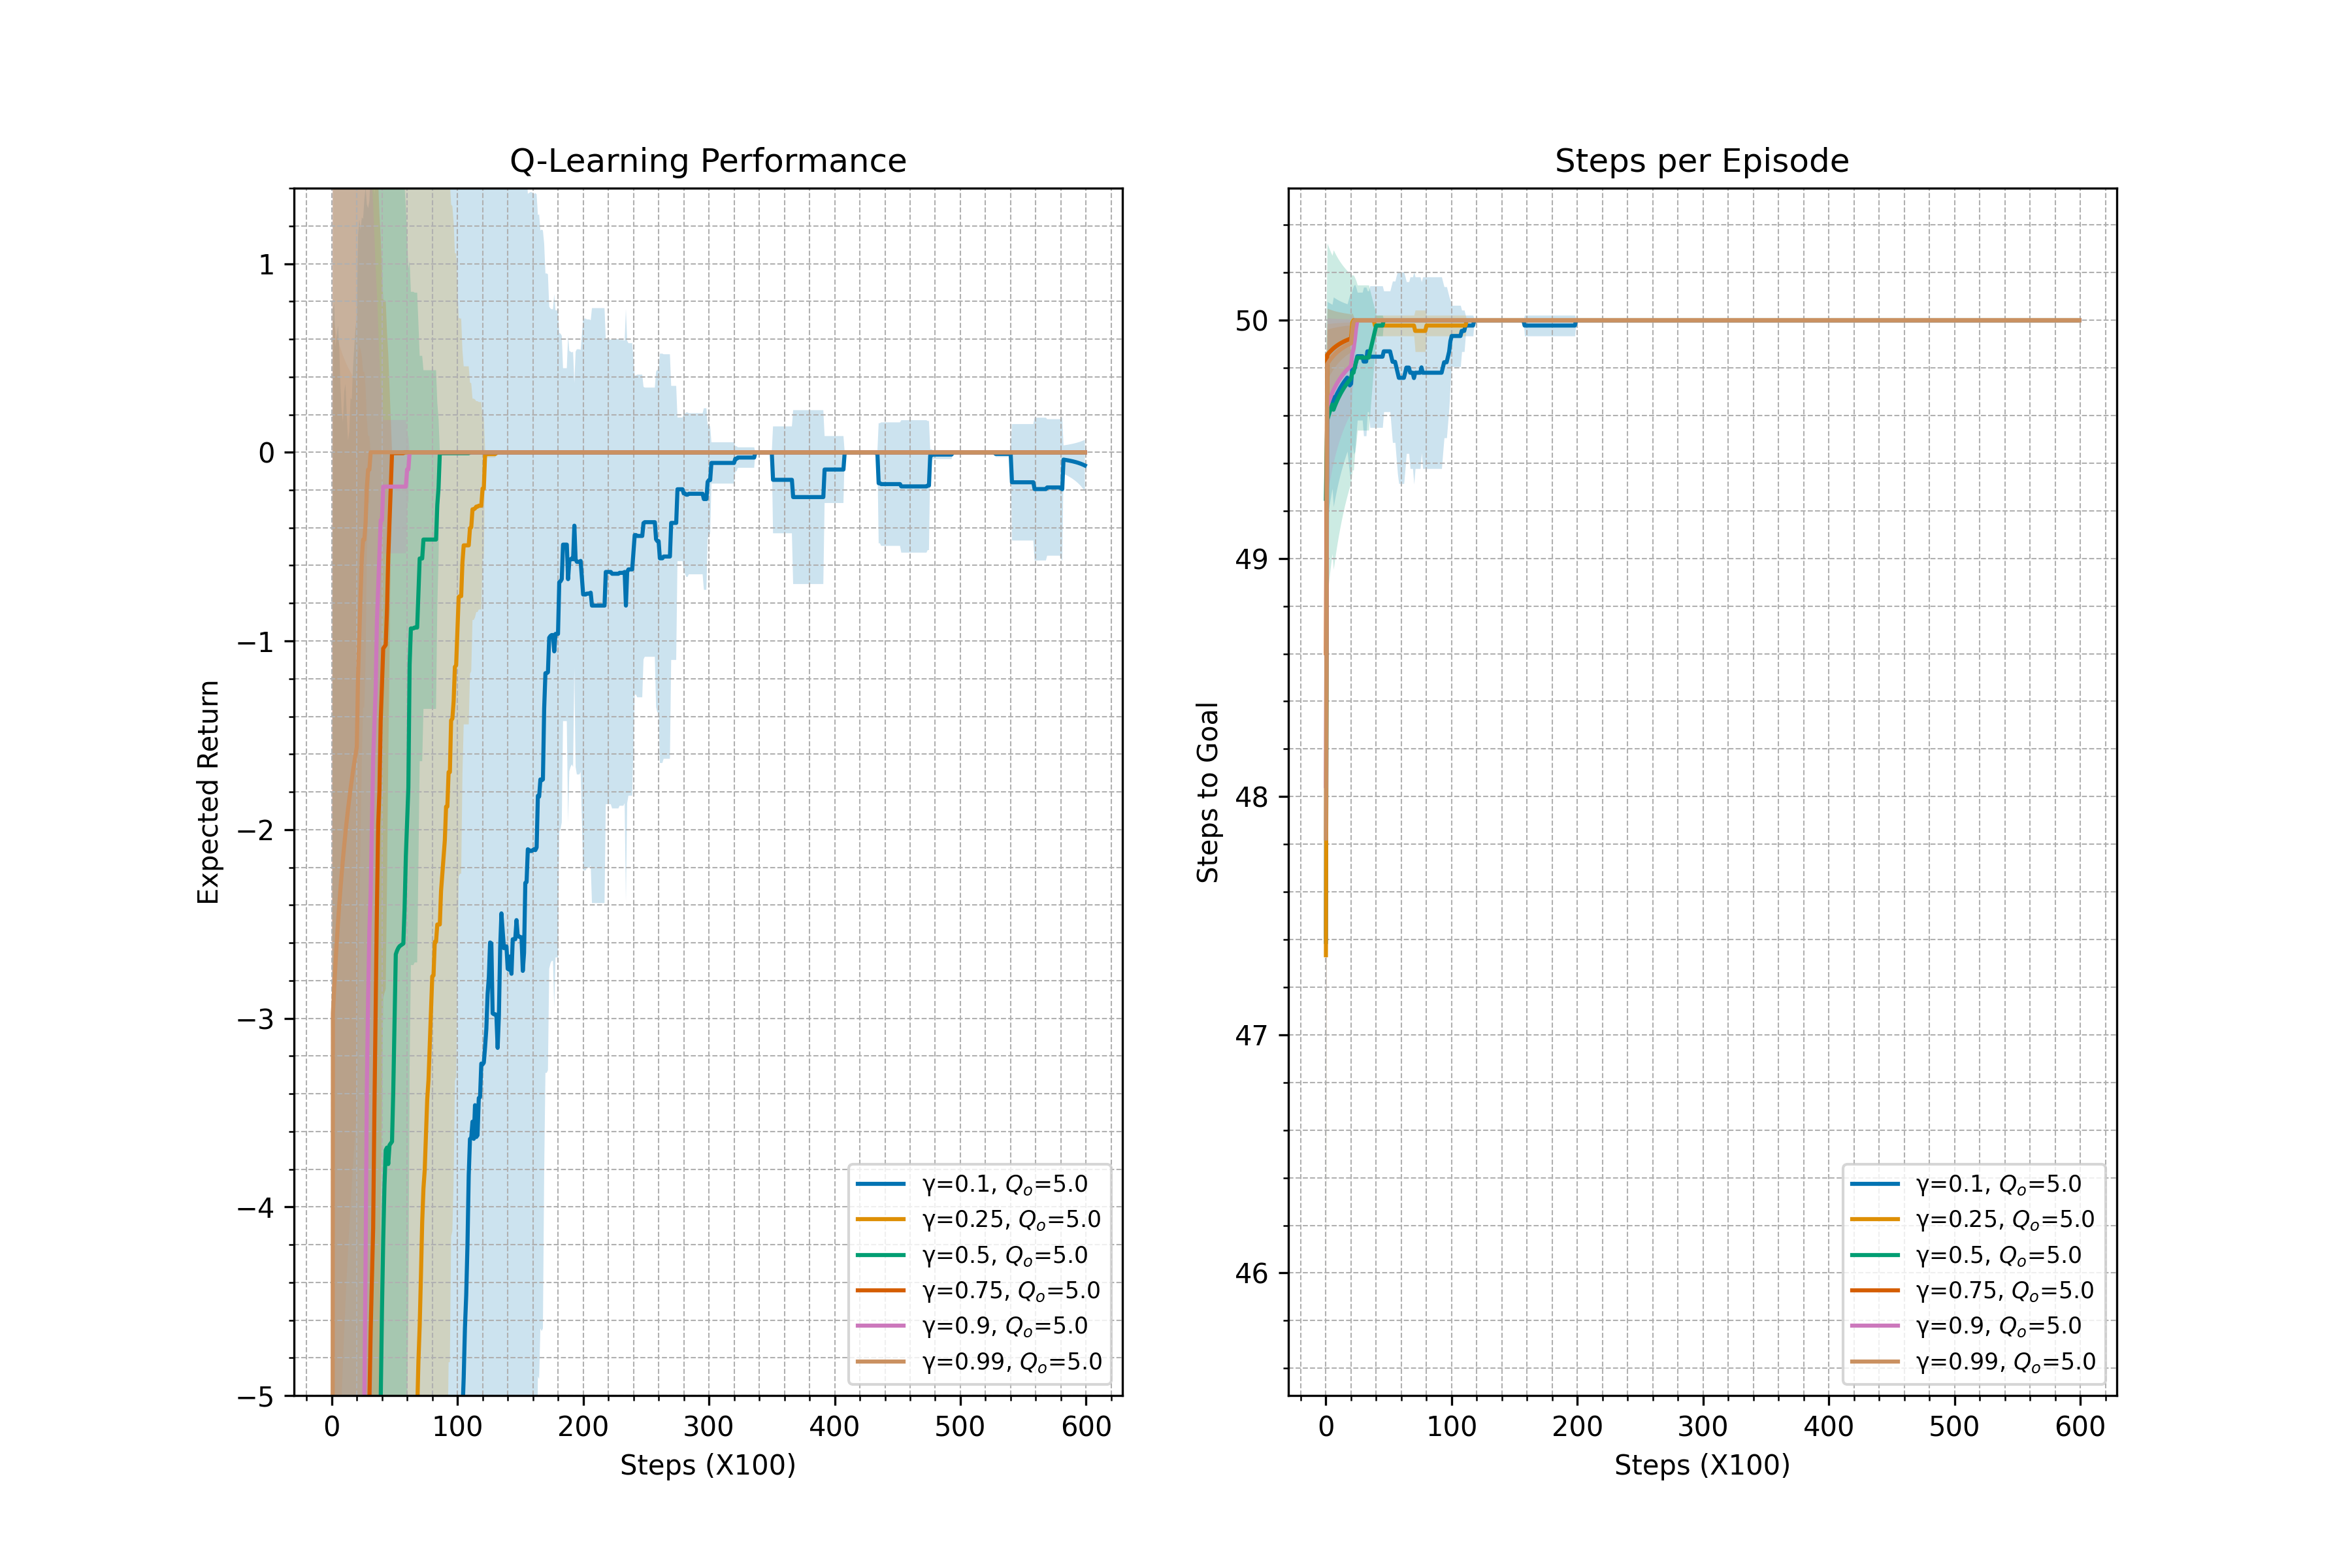 Q-Learning Performance
Expected Return
1
0
−1
−2
−3
−4
−5
0 100 200 300 400 500 600
Steps (X100)
γ=0.1, Qₒ=5.0
γ=0.25, Qₒ=5.0
γ=0.5, Qₒ=5.0
γ=0.75, Qₒ=5.0
γ=0.9, Qₒ=5.0
γ=0.99, Qₒ=5.0
Steps per Episode
Steps to Goal
50
49
48
47
46
0 100 200 300 400 500 600
Steps (X100)
γ=0.1, Qₒ=5.0
γ=0.25, Qₒ=5.0
γ=0.5, Qₒ=5.0
γ=0.75, Qₒ=5.0
γ=0.9, Qₒ=5.0
γ=0.99, Qₒ=5.0